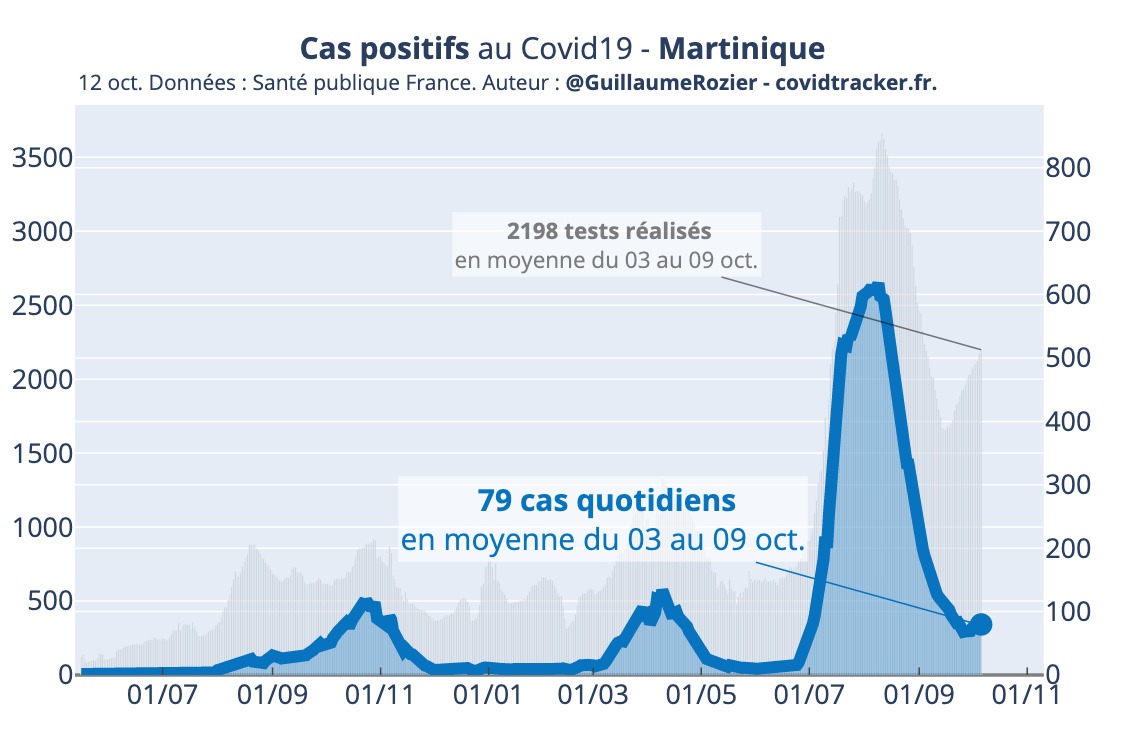 Cas positifs au Covid19 - Martinique
12 oct. Données : Santé publique France. Auteur : @GuillaumeRozier - covidtracker.fr.
3500
3000
2500
2000
1500
1000
500
0
800
700
600
500
400
300
200
100
0
2198 tests réalisés
en moyenne du 03 au 09 oct.
79 cas quotidiens
en moyenne du 03 au 09 oct.
01/07 01/09 01/11 01/01 01/03 01/05 01/07 01/09 01/11